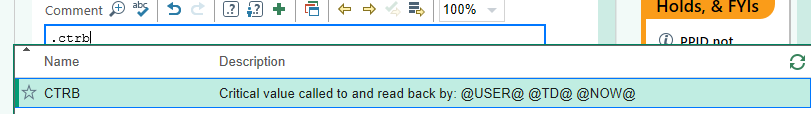 Comment
100%
Holds, & FYIs
.ctrb
PPID not
Name Description
CTRB Critical value called to and read back by: @USER@ @TD@ @NOW@